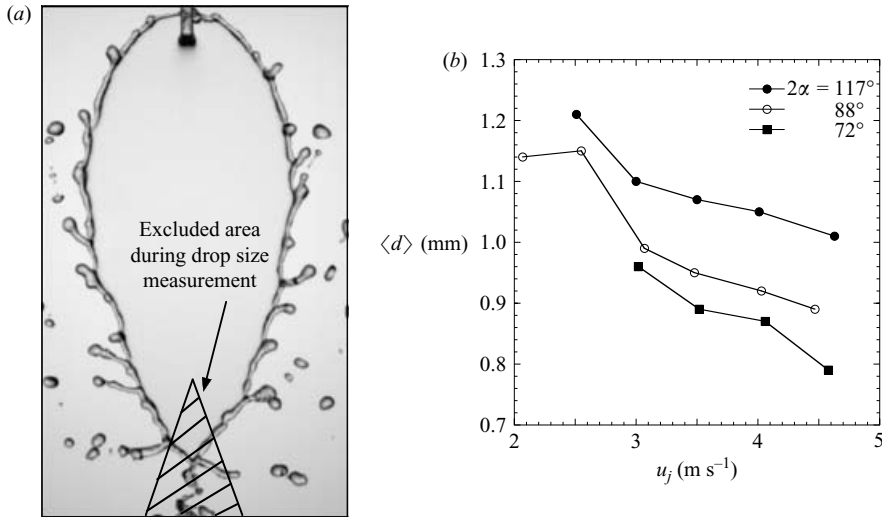 (a)
Excluded area
during drop size
measurement
(b)
1.3
1.2
1.1
1.0
0.9
0.8
0.7
⟨d⟩ (mm)
2α = 117°
88°
72°
2
3
4
5
u_j (m s⁻¹)